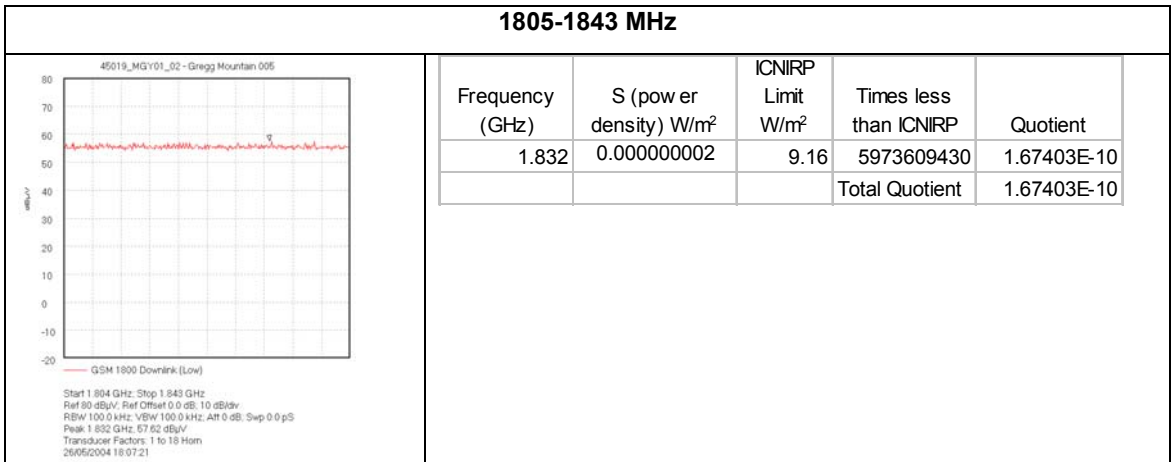 1805-1843 MHz
45019_MGY01_02 - Gregg Mountain 005
80
70
60
50
40
30
20
10
0
-10
-20
dBµV
GSM 1800 Downlink (Low)
Start 1.804 GHz; Stop 1.843 GHz
Ref 80 dBµV; Ref Offset 0.0 dB; 10 dB/div
RBW 100.0 kHz; VBW 100.0 kHz; Att 0 dB; Swp 0.0 pS
Peak 1.832 GHz, 57.62 dBµV
Transducer Factors: 1 to 18 Horn
26/05/2004 18:07:21
Frequency (GHz) S (pow er density) W/m² ICNIRP Limit W/m² Times less than ICNIRP Quotient
1.832 0.000000002 9.16 5973609430 1.67403E-10
Total Quotient 1.67403E-10